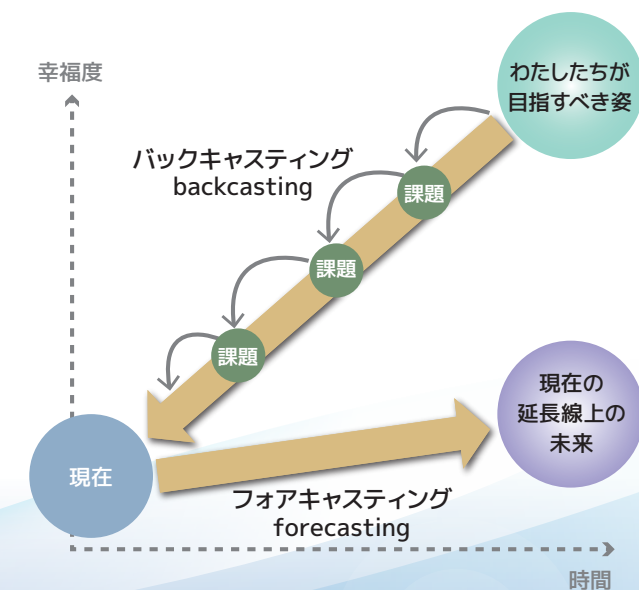 幸福度
わたしたちが
目指すべき姿
バックキャスティング
backcasting
課題
課題
課題
現在の
延長線上の
未来
現在
フォアキャスティング
forecasting
時間